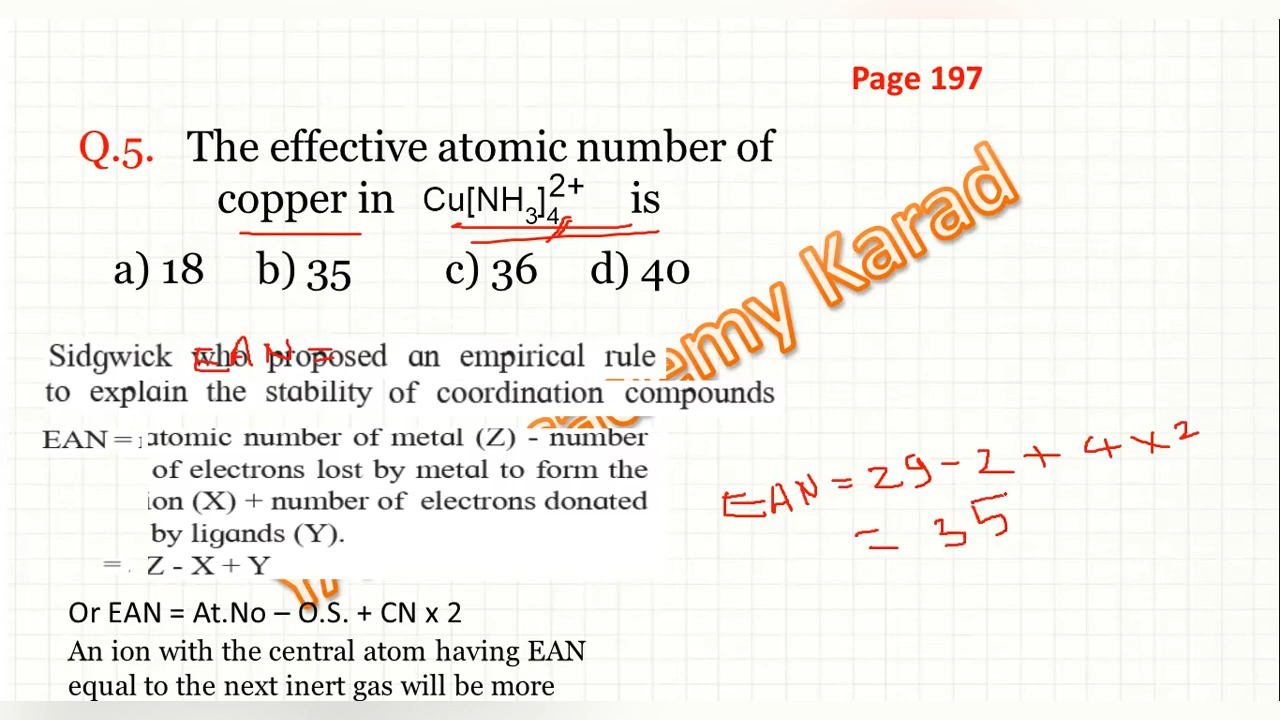 Page 197
Q.5. The effective atomic number of
copper in Cu[NH₃]₄²⁺ is
a) 18 b) 35 c) 36 d) 40
EAN =
Sidgwick who proposed an empirical rule
to explain the stability of coordination compounds
EAN = atomic number of metal (Z) - number
of electrons lost by metal to form the
ion (X) + number of electrons donated
by ligands (Y).
= Z - X + Y
Or EAN = At.No – O.S. + CN x 2
An ion with the central atom having EAN
equal to the next inert gas will be more
EAN = 29 - 2 + 4 x 2
= 35
Karad